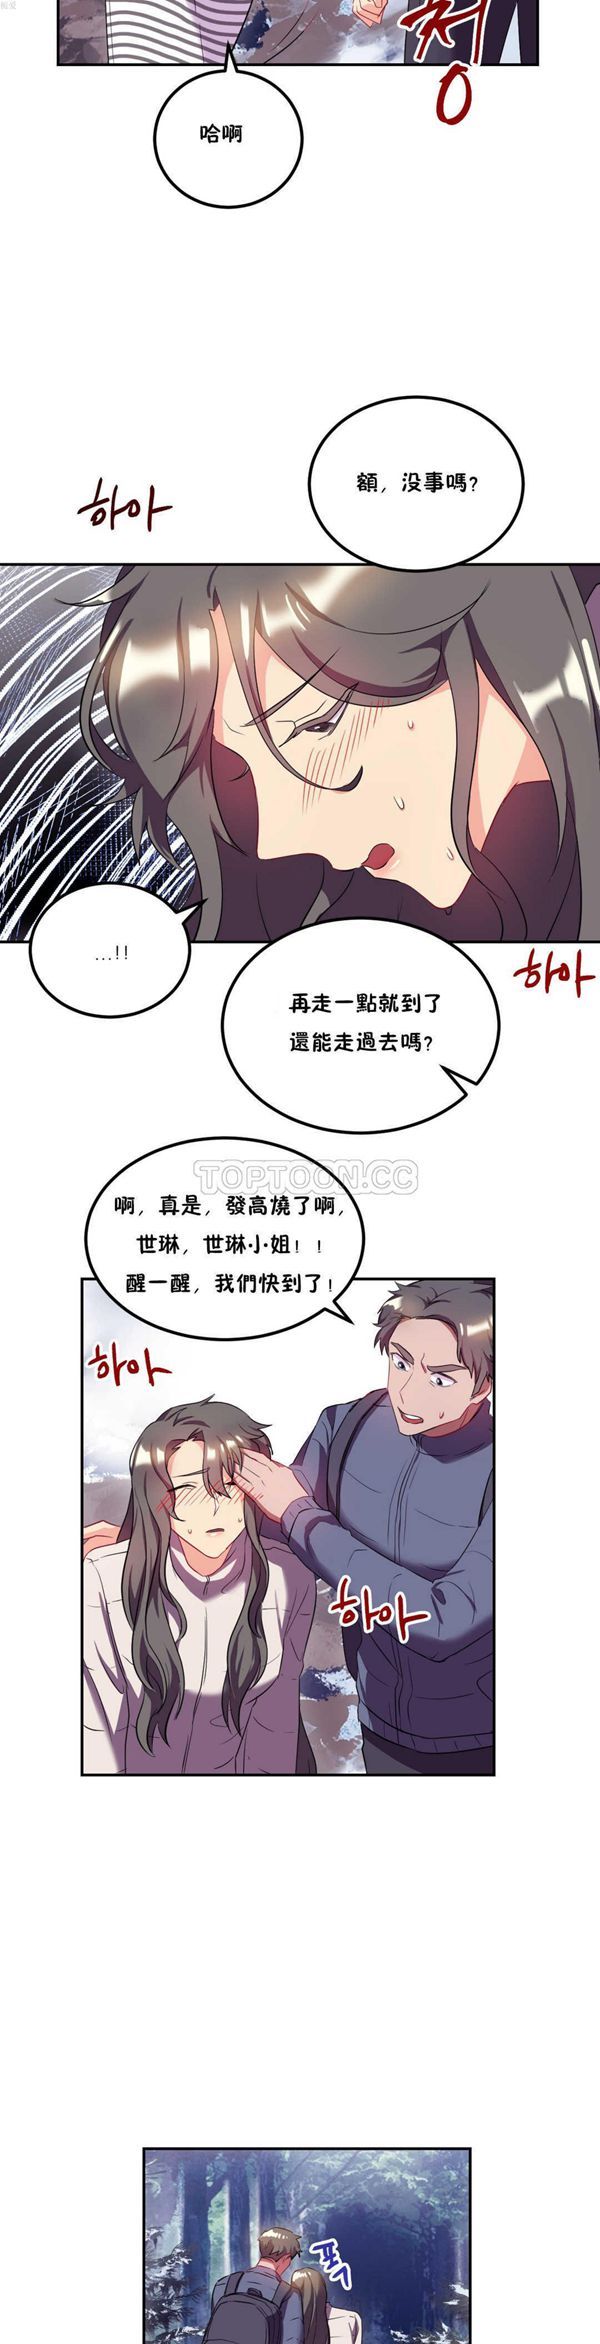 척
哈啊
額，没事嗎？
하아
...!!
하아
再走一點就到了
還能走過去嗎？
TOPTOON.CC
啊，真是，發高燒了啊，
世琳，世琳小姐！！
醒一醒，我們快到了！
하아
하아
푹